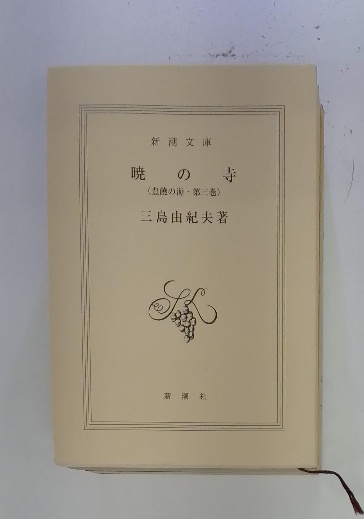 新潮文庫
暁の寺
（豊饒の海・第三巻）
三島由紀夫著
新潮社